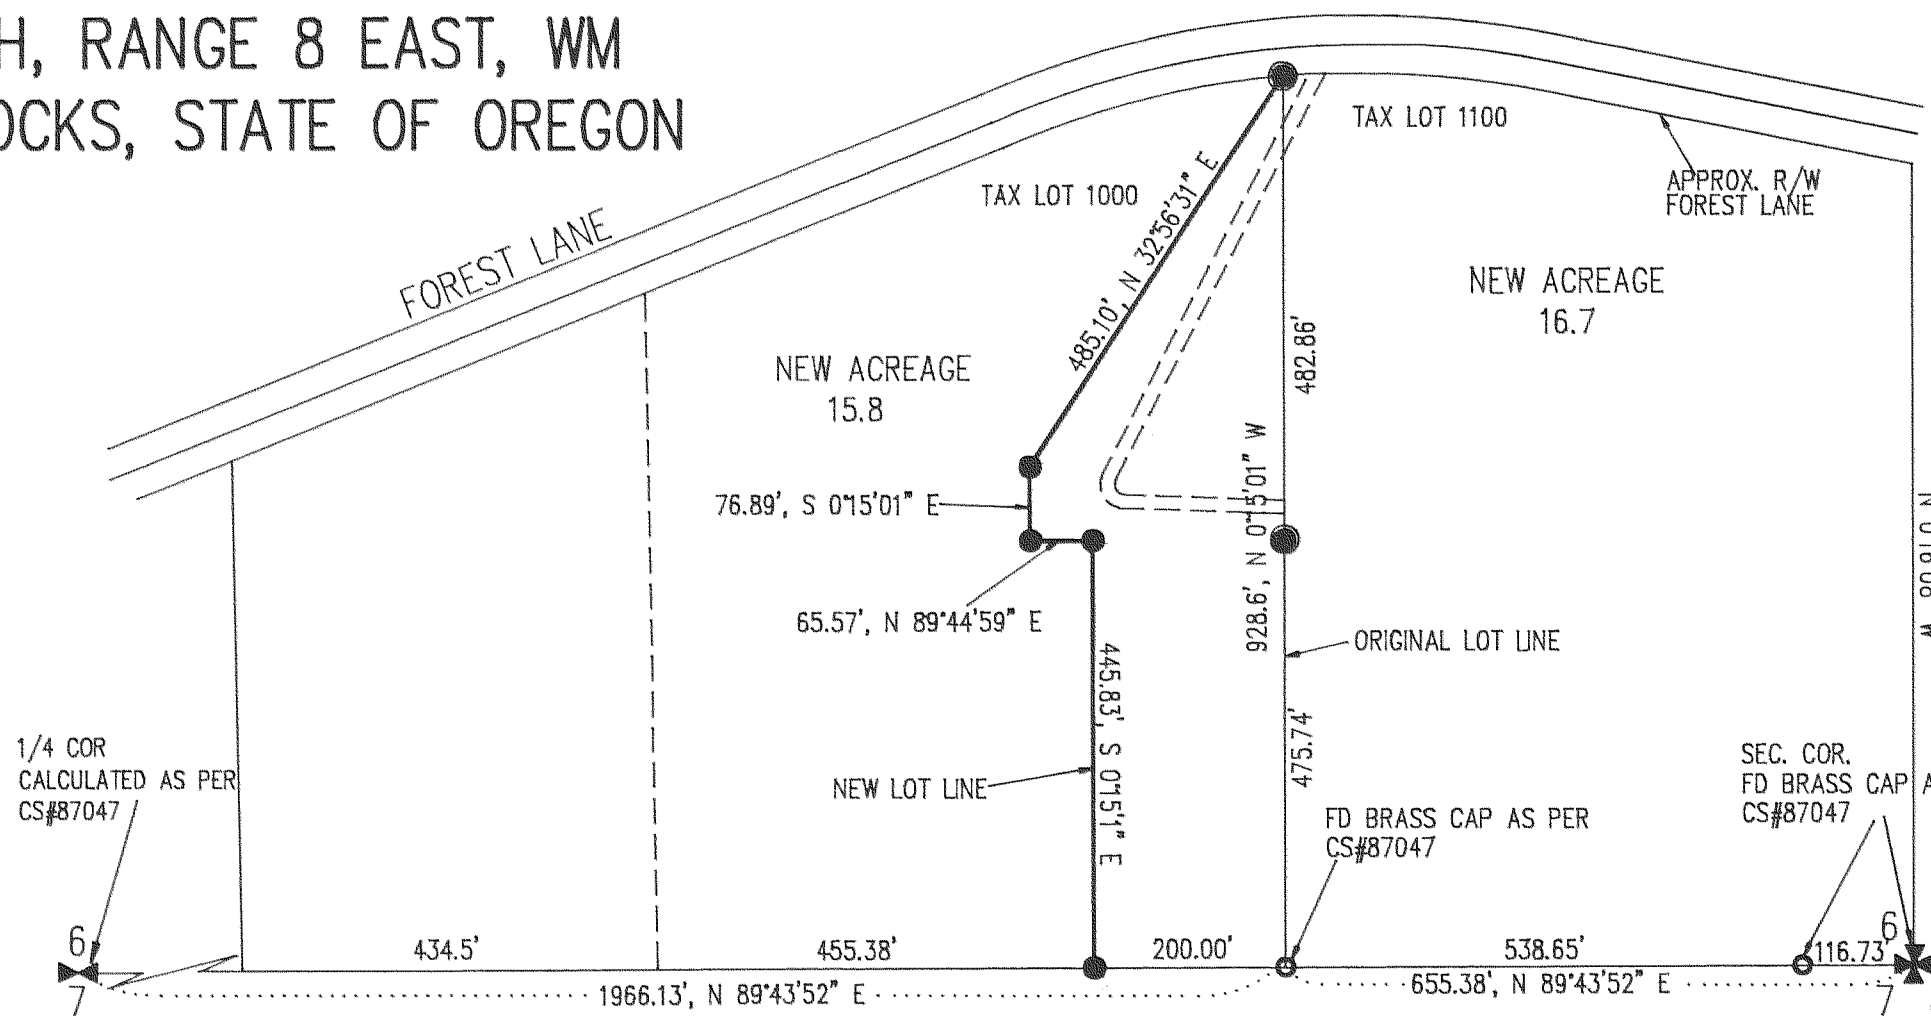 H, RANGE 8 EAST, WM
OCKS, STATE OF OREGON
FOREST LANE
TAX LOT 1000
TAX LOT 1100
APPROX. R/W
FOREST LANE
NEW ACREAGE
16.7
NEW ACREAGE
15.8
485.10', N 32°56'31" E
482.86'
76.89', S 0°15'01" E
65.57', N 89°44'59" E
928.6', N 0°15'01" W
ORIGINAL LOT LINE
445.83', S 0°15'1" E
475.74'
NEW LOT LINE
1/4 COR
CALCULATED AS PER
CS#87047
FD BRASS CAP AS PER
CS#87047
SEC. COR.
FD BRASS CAP A
CS#87047
6
434.5'
455.38'
200.00'
538.65'
116.73'
6
7
1966.13', N 89°43'52" E
655.38', N 89°43'52" E
7